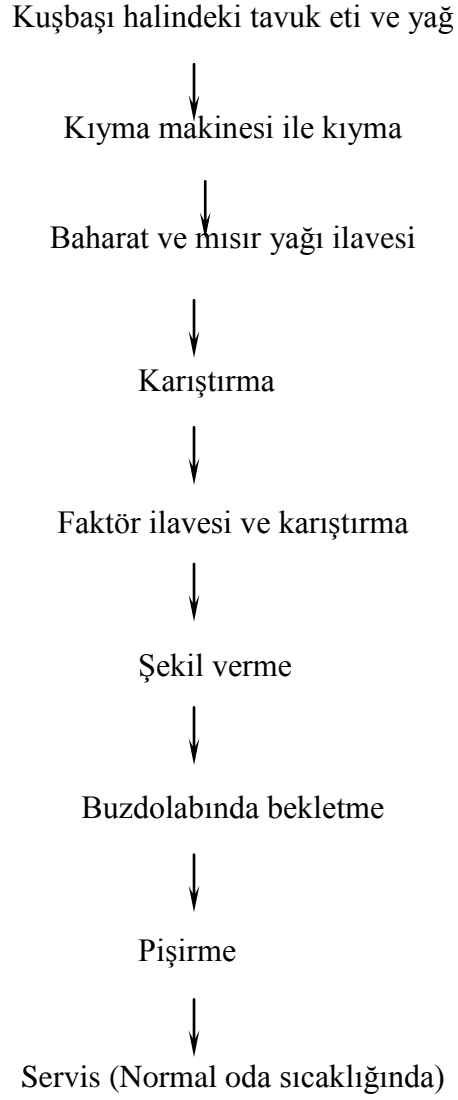 Kuşbaşı halindeki tavuk eti ve yağ
Kıyma makinesi ile kıyma
Baharat ve mısır yağı ilavesi
Karıştırma
Faktör ilavesi ve karıştırma
Şekil verme
Buzdolabında bekletme
Pişirme
Servis (Normal oda sıcaklığında)